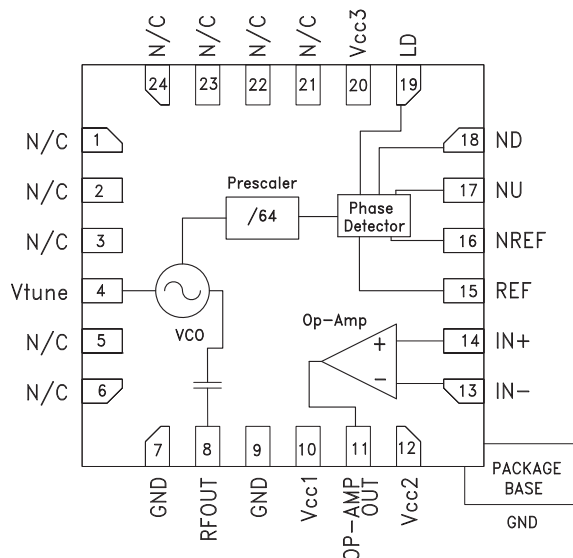 N/C
N/C
N/C
N/C
Vcc3
LD
24
23
22
21
20
19
N/C 1
N/C 2
N/C 3
Vtune 4
N/C 5
N/C 6
18 ND
17 NU
16 NREF
15 REF
14 IN+
13 IN-
Prescaler
/64
Phase
Detector
VCO
Op-Amp
+
-
7
8
9
10
11
12
GND
RFOUT
GND
Vcc1
OP-AMP
OUT
Vcc2
PACKAGE
BASE
GND